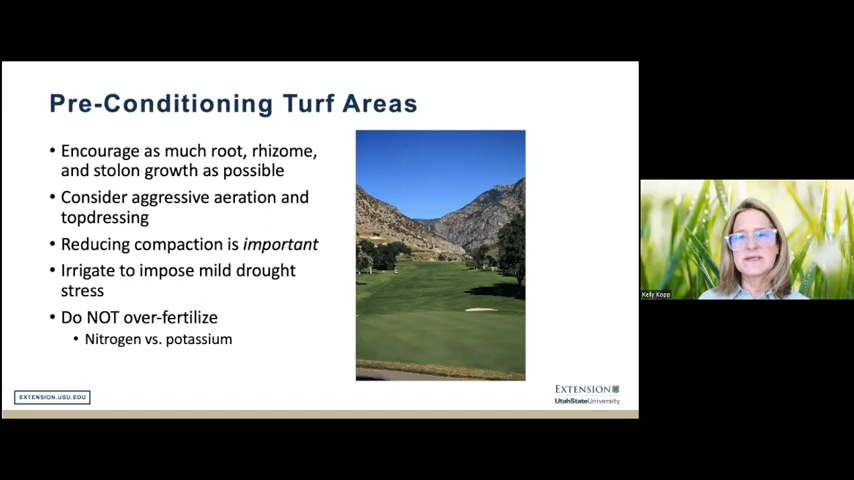 Pre-Conditioning Turf Areas
• Encourage as much root, rhizome,
and stolon growth as possible
• Consider aggressive aeration and
topdressing
• Reducing compaction is important
• Irrigate to impose mild drought
stress
• Do NOT over-fertilize
• Nitrogen vs. potassium
EXTENSION.USU.EDU
EXTENSION
UtahStateUniversity
Kelly Kopp